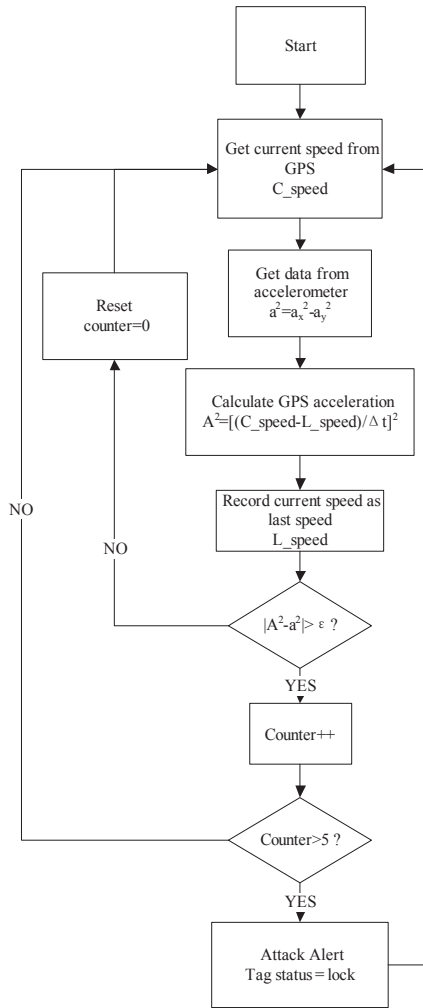 Start
Get current speed from
GPS
C_speed
Get data from
accelerometer
a²=aₓ²-a_y²
Reset
counter=0
Calculate GPS acceleration
A²=[(C_speed-L_speed)/Δt]²
Record current speed as
last speed
L_speed
NO
NO
|A²-a²|> ε ?
YES
Counter++
Counter>5 ?
YES
Attack Alert
Tag status = lock